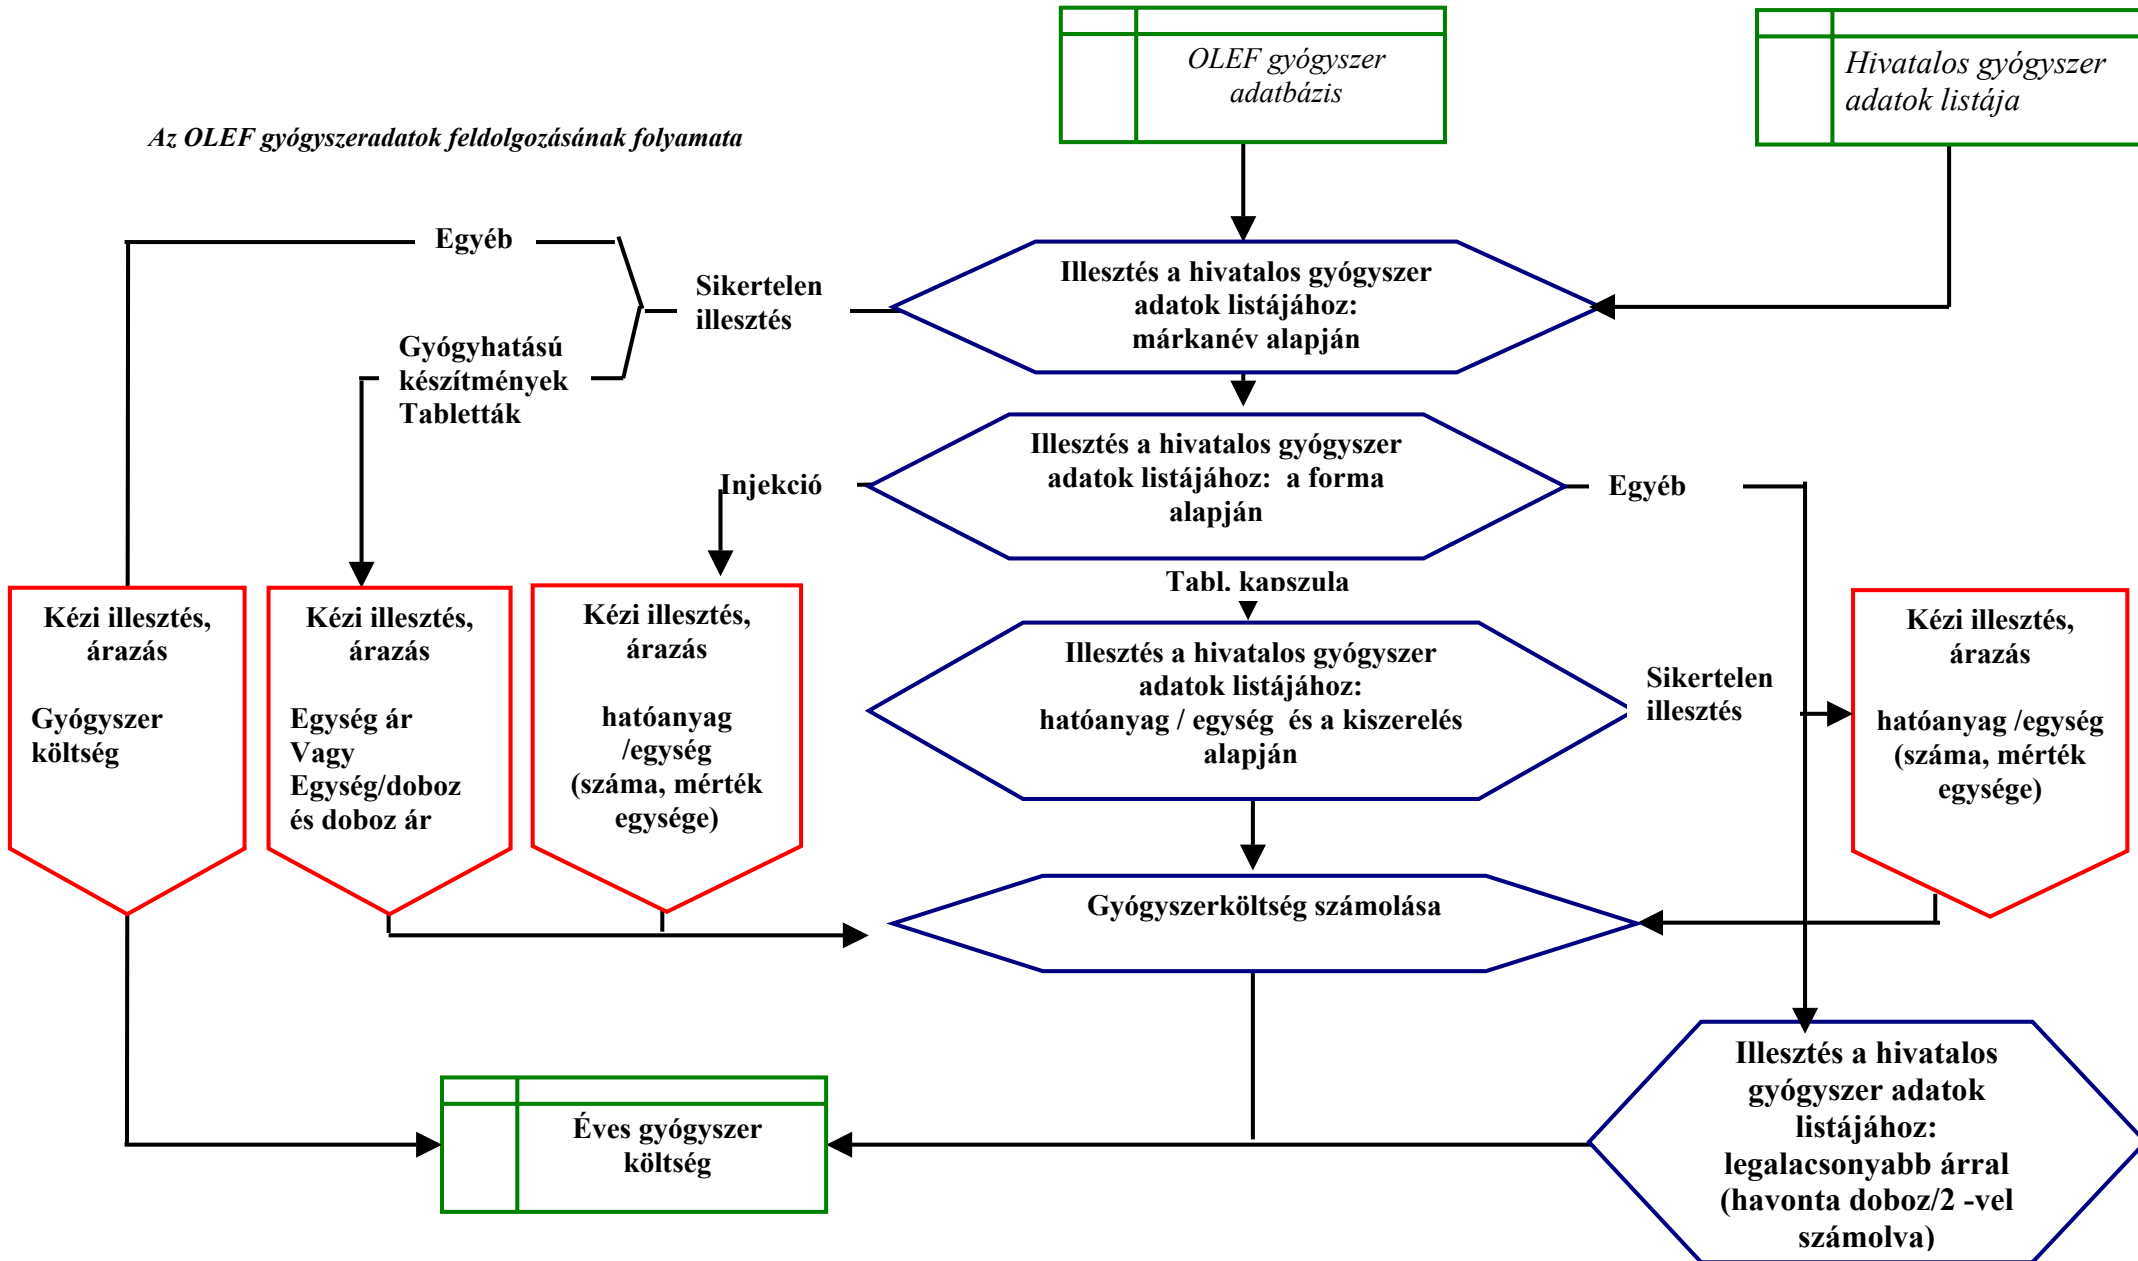 OLEF gyógyszer
adatbázis
Hivatalos gyógyszer
adatok listája
Az OLEF gyógyszeradatok feldolgozásának folyamata
Egyéb
Sikertelen
illesztés
Gyógyhatású
készítmények
Tabletták
Illesztés a hivatalos gyógyszer
adatok listájához:
márkanév alapján
Illesztés a hivatalos gyógyszer
adatok listájához: a forma
alapján
Injekció
Egyéb
Tabl. kapszula
Kézi illesztés,
árazás
Gyógyszer
költség
Kézi illesztés,
árazás
Egység ár
Vagy
Egység/doboz
és doboz ár
Kézi illesztés,
árazás
hatóanyag
/egység
(száma, mérték
egysége)
Illesztés a hivatalos gyógyszer
adatok listájához:
hatóanyag / egység és a kiszerelés
alapján
Sikertelen
illesztés
Kézi illesztés,
árazás
hatóanyag /egység
(száma, mérték
egysége)
Gyógyszerköltség számolása
Éves gyógyszer
költség
Illesztés a hivatalos
gyógyszer adatok
listájához:
legalacsonyabb árral
(havonta doboz/2 -vel
számolva)